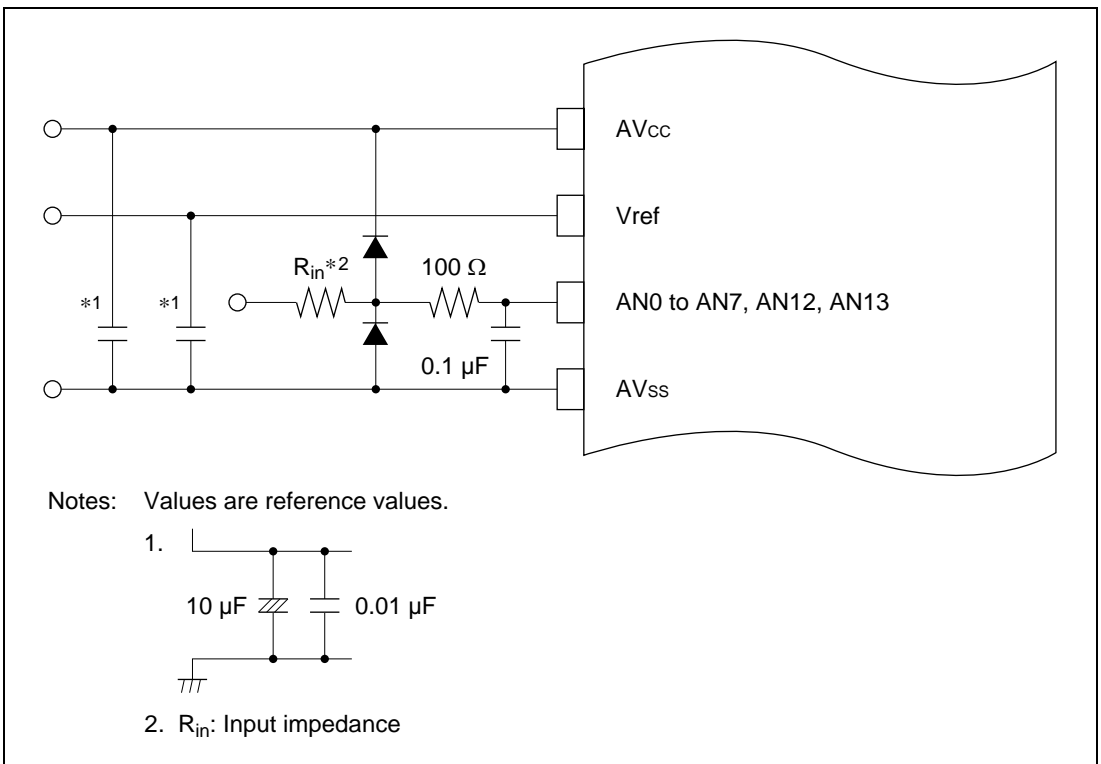 AVcc
Vref
Rin*2
100 Ω
*1
*1
AN0 to AN7, AN12, AN13
0.1 µF
AVss
Notes: Values are reference values.
1.
10 µF
0.01 µF
2. Rin: Input impedance